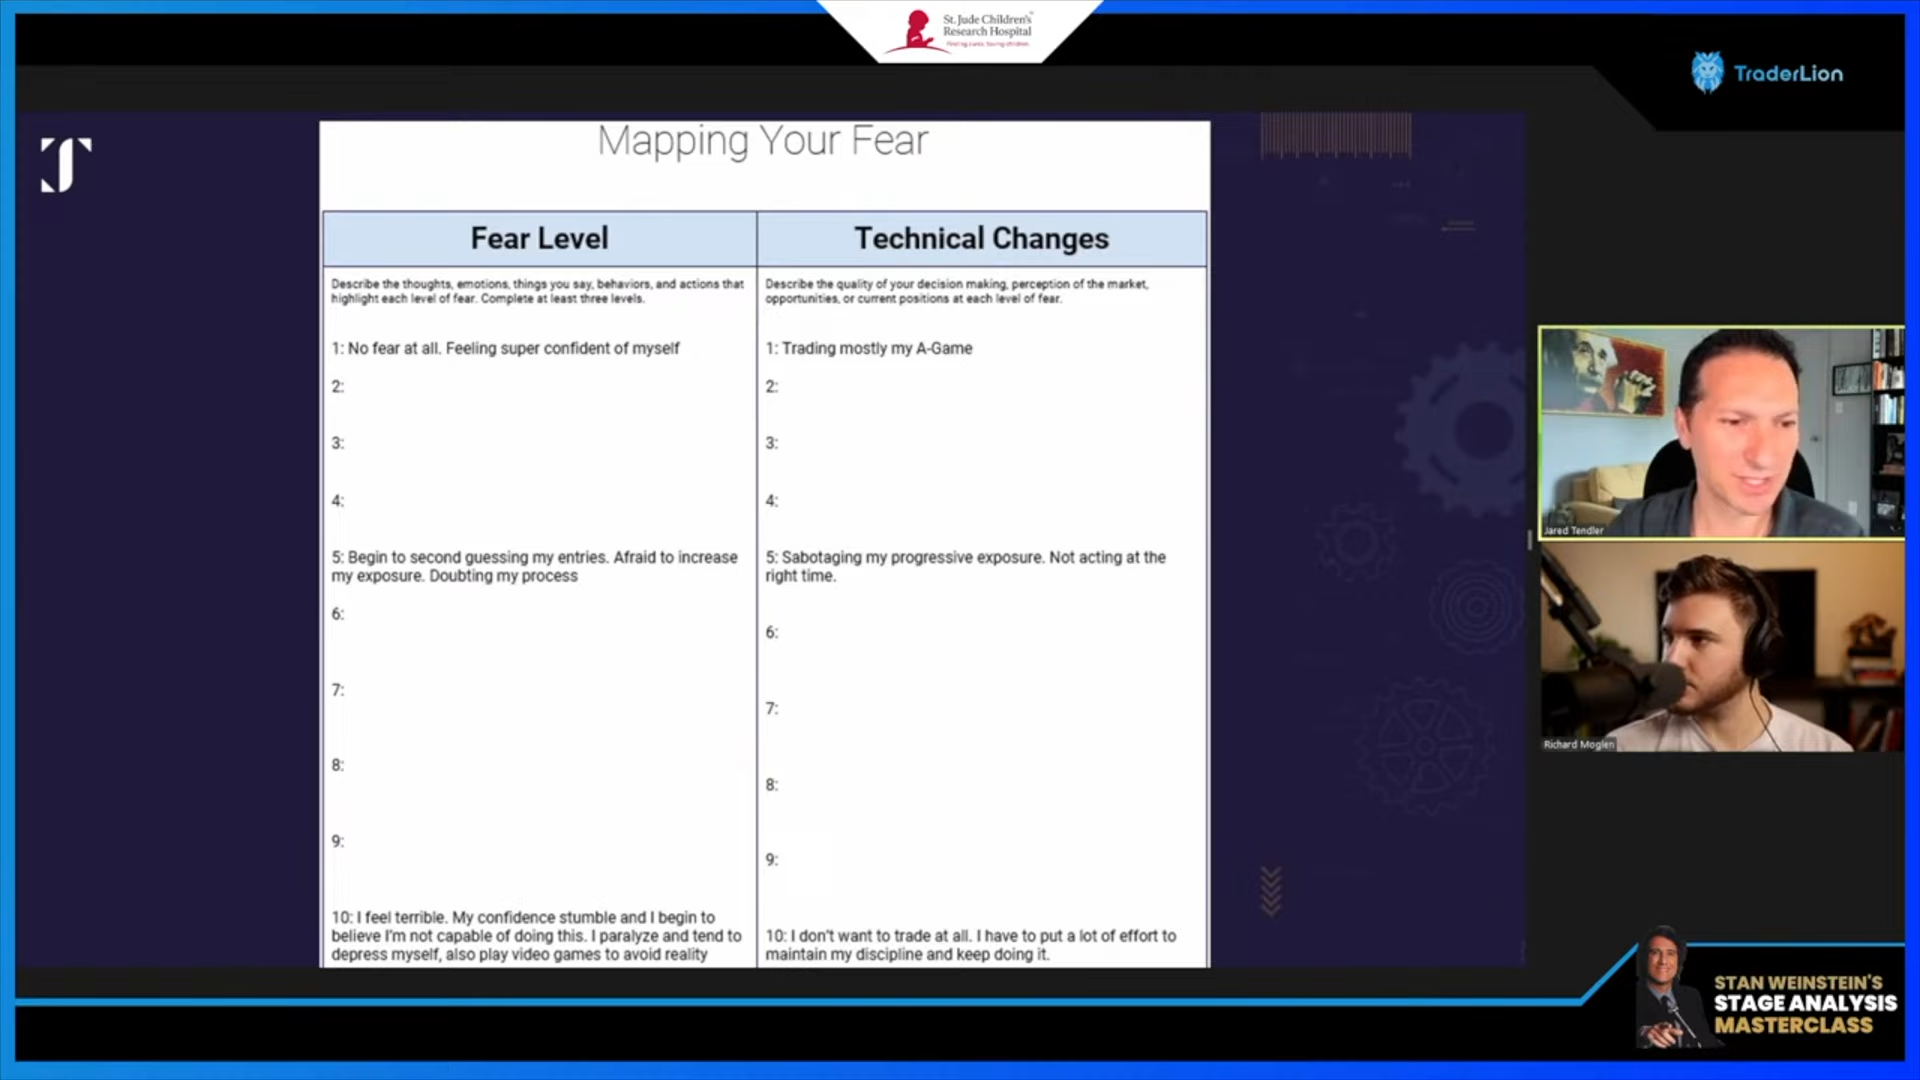 St. Jude Children's
Research Hospital
Finding cures. Saving children.
TraderLion
Mapping Your Fear
Fear Level
Technical Changes
Describe the thoughts, emotions, things you say, behaviors, and actions that
highlight each level of fear. Complete at least three levels.
Describe the quality of your decision making, perception of the market,
opportunities, or current positions at each level of fear.
1: No fear at all. Feeling super confident of myself
1: Trading mostly my A-Game
2:
2:
3:
3:
4:
4:
5: Begin to second guessing my entries. Afraid to increase
my exposure. Doubting my process
5: Sabotaging my progressive exposure. Not acting at the
right time.
6:
6:
7:
7:
8:
8:
9:
9:
10: I feel terrible. My confidence stumble and I begin to
believe I'm not capable of doing this. I paralyze and tend to
depress myself, also play video games to avoid reality
10: I don't want to trade at all. I have to put a lot of effort to
maintain my discipline and keep doing it.
Jared Tendler
Richard Moglen
STAN WEINSTEIN'S
STAGE ANALYSIS
MASTERCLASS